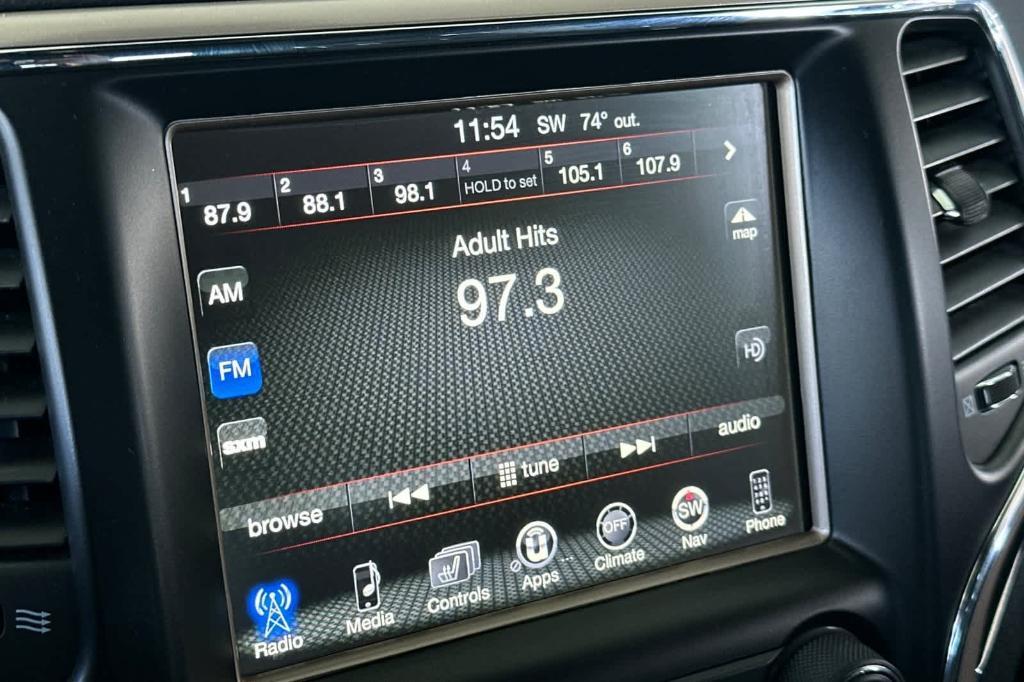 11:54 SW 74° out.
1 2 3 4 5 6
87.9 88.1 98.1 HOLD to set 105.1 107.9
map
Adult Hits
97.3
AM
FM
HD
sxm
browse tune audio
Radio Media Controls Apps OFF Climate SW Nav Phone